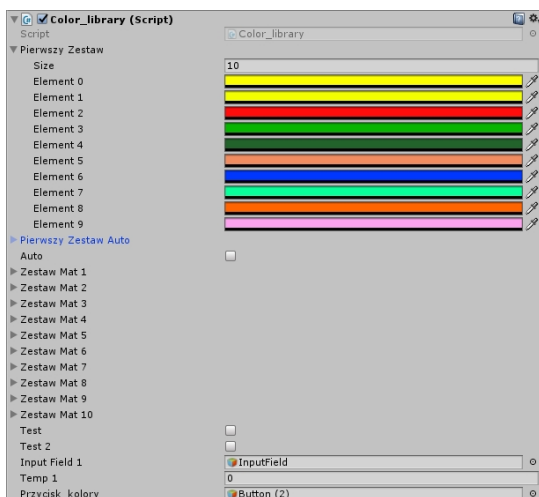 Color_library (Script)
Script Color_library
Pierwszy Zestaw
Size 10
Element 0
Element 1
Element 2
Element 3
Element 4
Element 5
Element 6
Element 7
Element 8
Element 9
Pierwszy Zestaw Auto
Auto
Zestaw Mat 1
Zestaw Mat 2
Zestaw Mat 3
Zestaw Mat 4
Zestaw Mat 5
Zestaw Mat 6
Zestaw Mat 7
Zestaw Mat 8
Zestaw Mat 9
Zestaw Mat 10
Test
Test 2
Input Field 1 InputField
Temp 1 0
Przycisk_kolory Button (2)